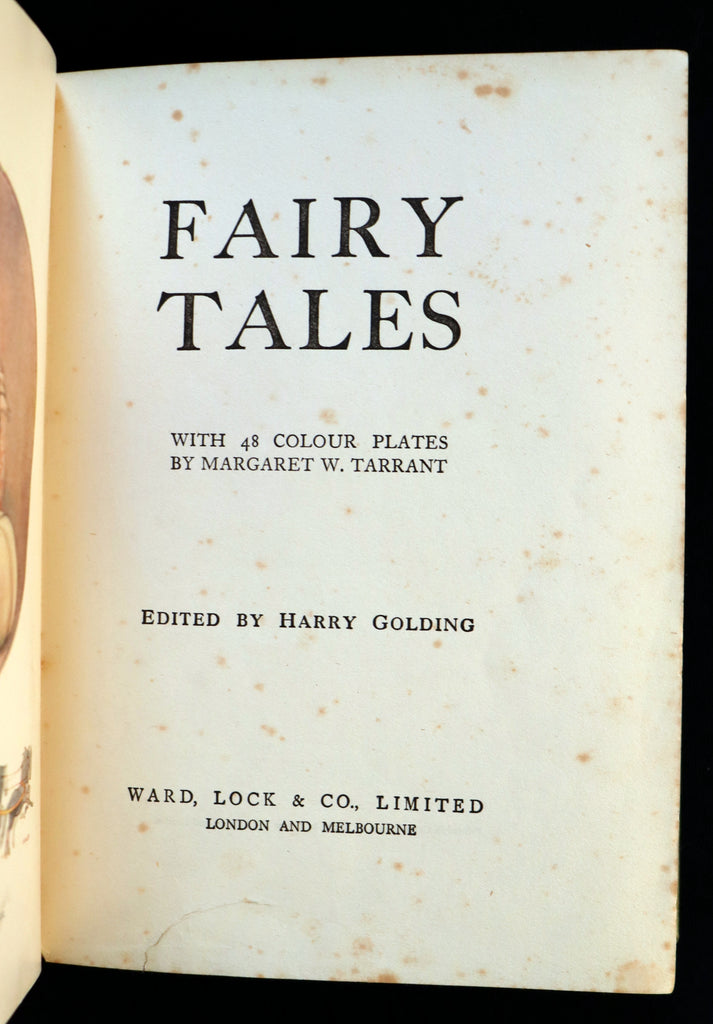 FAIRY
TALES
WITH 48 COLOUR PLATES
BY MARGARET W. TARRANT
EDITED BY HARRY GOLDING
WARD, LOCK & CO., LIMITED
LONDON AND MELBOURNE